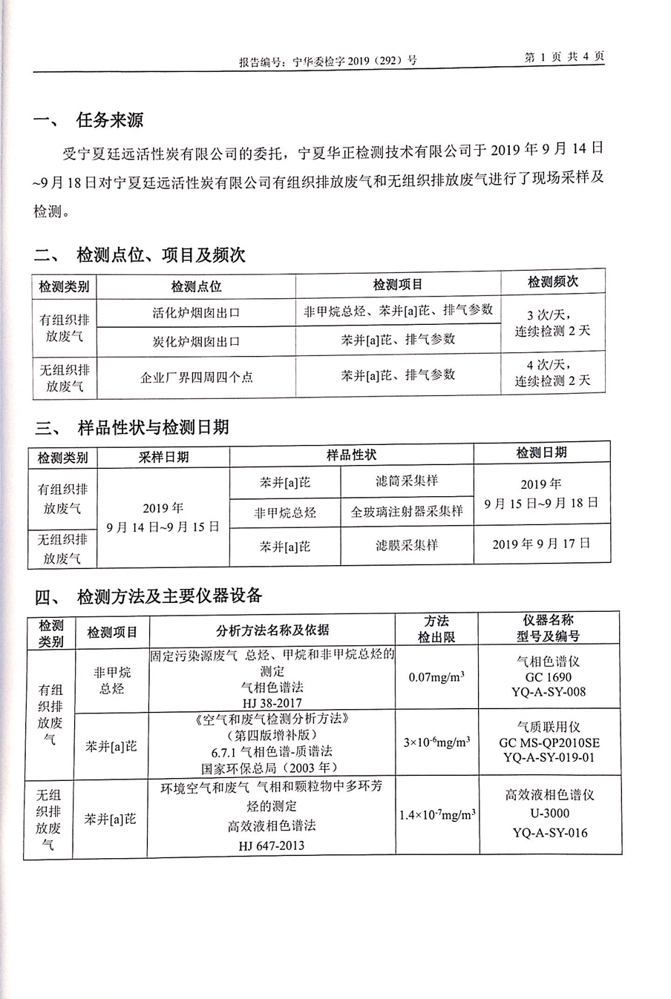 报告编号：宁华委检字 2019（292）号
第 1 页 共 4 页
一、 任务来源
受宁夏廷远活性炭有限公司的委托，宁夏华正检测技术有限公司于 2019 年 9 月 14 日
~9 月 18 日对宁夏廷远活性炭有限公司有组织排放废气和无组织排放废气进行了现场采样及
检测。
二、 检测点位、项目及频次
检测类别 检测点位 检测项目 检测频次
有组织排
放废气
活化炉烟囱出口 非甲烷总烃、苯并[a]芘、排气参数
炭化炉烟囱出口 苯并[a]芘、排气参数
3 次/天，
连续检测 2 天
无组织排
放废气
企业厂界四周四个点 苯并[a]芘、排气参数
4 次/天，
连续检测 2 天
三、 样品性状与检测日期
检测类别 采样日期 样品性状 检测日期
有组织排
放废气
2019 年
9 月 14 日~9 月 15 日
苯并[a]芘 滤筒采集样
非甲烷总烃 全玻璃注射器采集样
2019 年
9 月 15 日~9 月 18 日
无组织排
放废气
苯并[a]芘 滤膜采集样 2019 年 9 月 17 日
四、 检测方法及主要仪器设备
检测
类别
检测项目 分析方法名称及依据
方法
检出限
仪器名称
型号及编号
有组
织排
放废
气
非甲烷
总烃
固定污染源废气 总烃、甲烷和非甲烷总烃的
测定
气相色谱法
HJ 38-2017
0.07mg/m³
气相色谱仪
GC 1690
YQ-A-SY-008
苯并[a]芘
《空气和废气检测分析方法》
（第四版增补版）
6.7.1 气相色谱-质谱法
国家环保总局（2003 年）
3×10⁻⁶mg/m³
气质联用仪
GC MS-QP2010SE
YQ-A-SY-019-01
无组
织排
放废
气
苯并[a]芘
环境空气和废气 气相和颗粒物中多环芳
烃的测定
高效液相色谱法
HJ 647-2013
1.4×10⁻⁷mg/m³
高效液相色谱仪
U-3000
YQ-A-SY-016